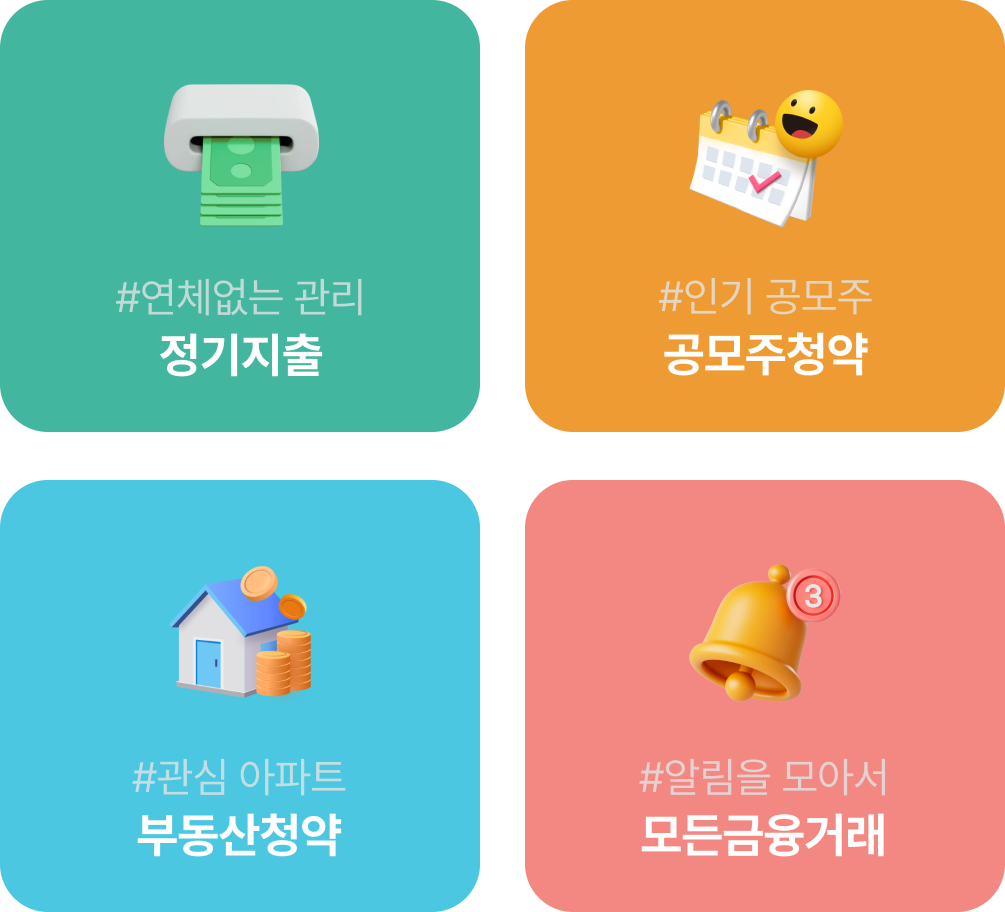 #연체없는 관리
정기지출
#인기 공모주
공모주청약
3
#관심 아파트
부동산청약
#알림을 모아서
모든금융거래